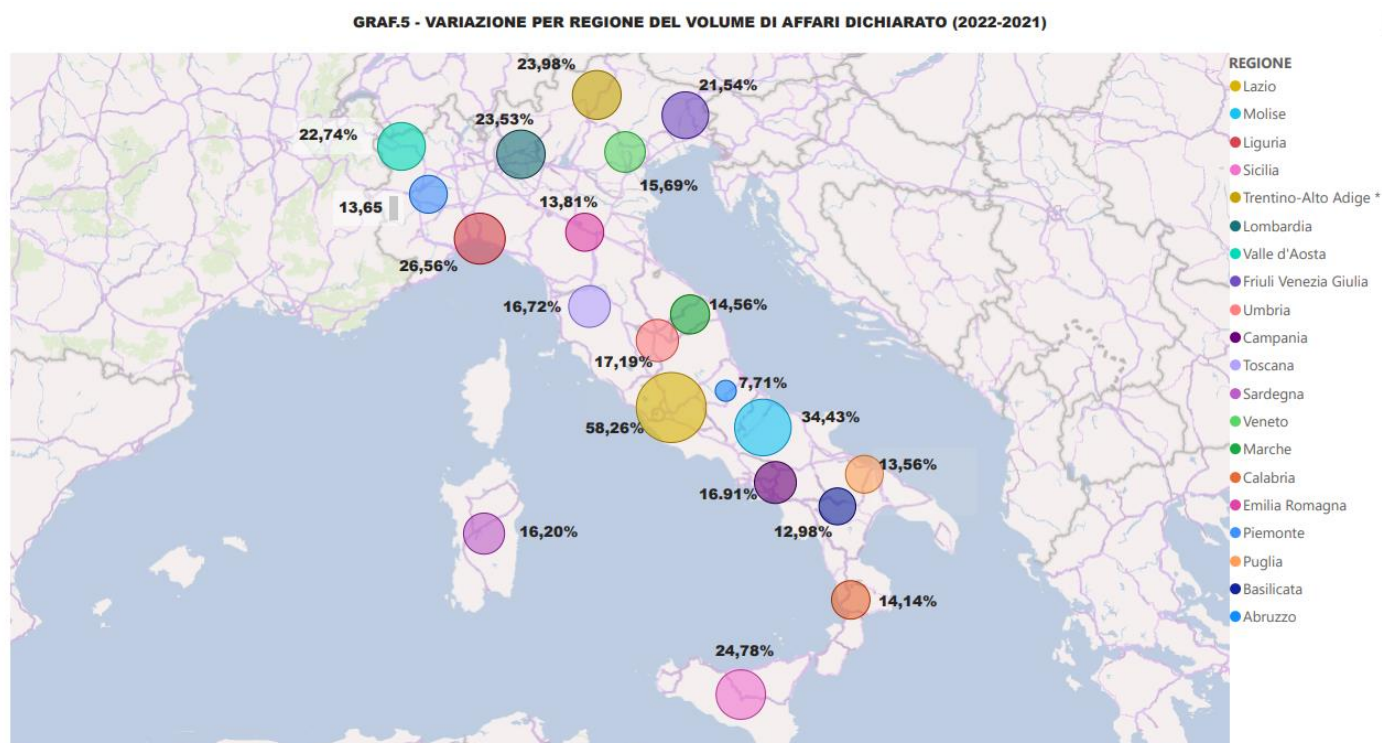 GRAF.5 - VARIAZIONE PER REGIONE DEL VOLUME DI AFFARI DICHIARATO (2022-2021)
23,98%
21,54%
22,74%
23,53%
15,69%
13,65
13,81%
26,56%
16,72%
14,56%
17,19%
7,71%
58,26%
34,43%
13,56%
16.91%
12,98%
16,20%
14,14%
24,78%
REGIONE
Lazio
Molise
Liguria
Sicilia
Trentino-Alto Adige *
Lombardia
Valle d'Aosta
Friuli Venezia Giulia
Umbria
Campania
Toscana
Sardegna
Veneto
Marche
Calabria
Emilia Romagna
Piemonte
Puglia
Basilicata
Abruzzo